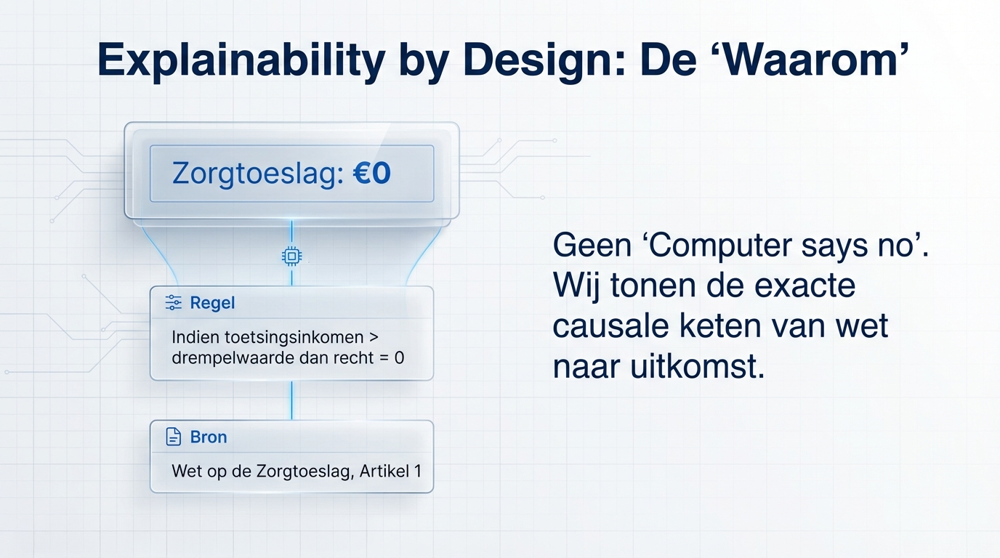 Explainability by Design: De ‘Waarom’
Zorgtoeslag: €0
Regel
Indien toetsingsinkomen >
drempelwaarde dan recht = 0
Bron
Wet op de Zorgtoeslag, Artikel 1
Geen ‘Computer says no’.
Wij tonen de exacte
causale keten van wet
naar uitkomst.